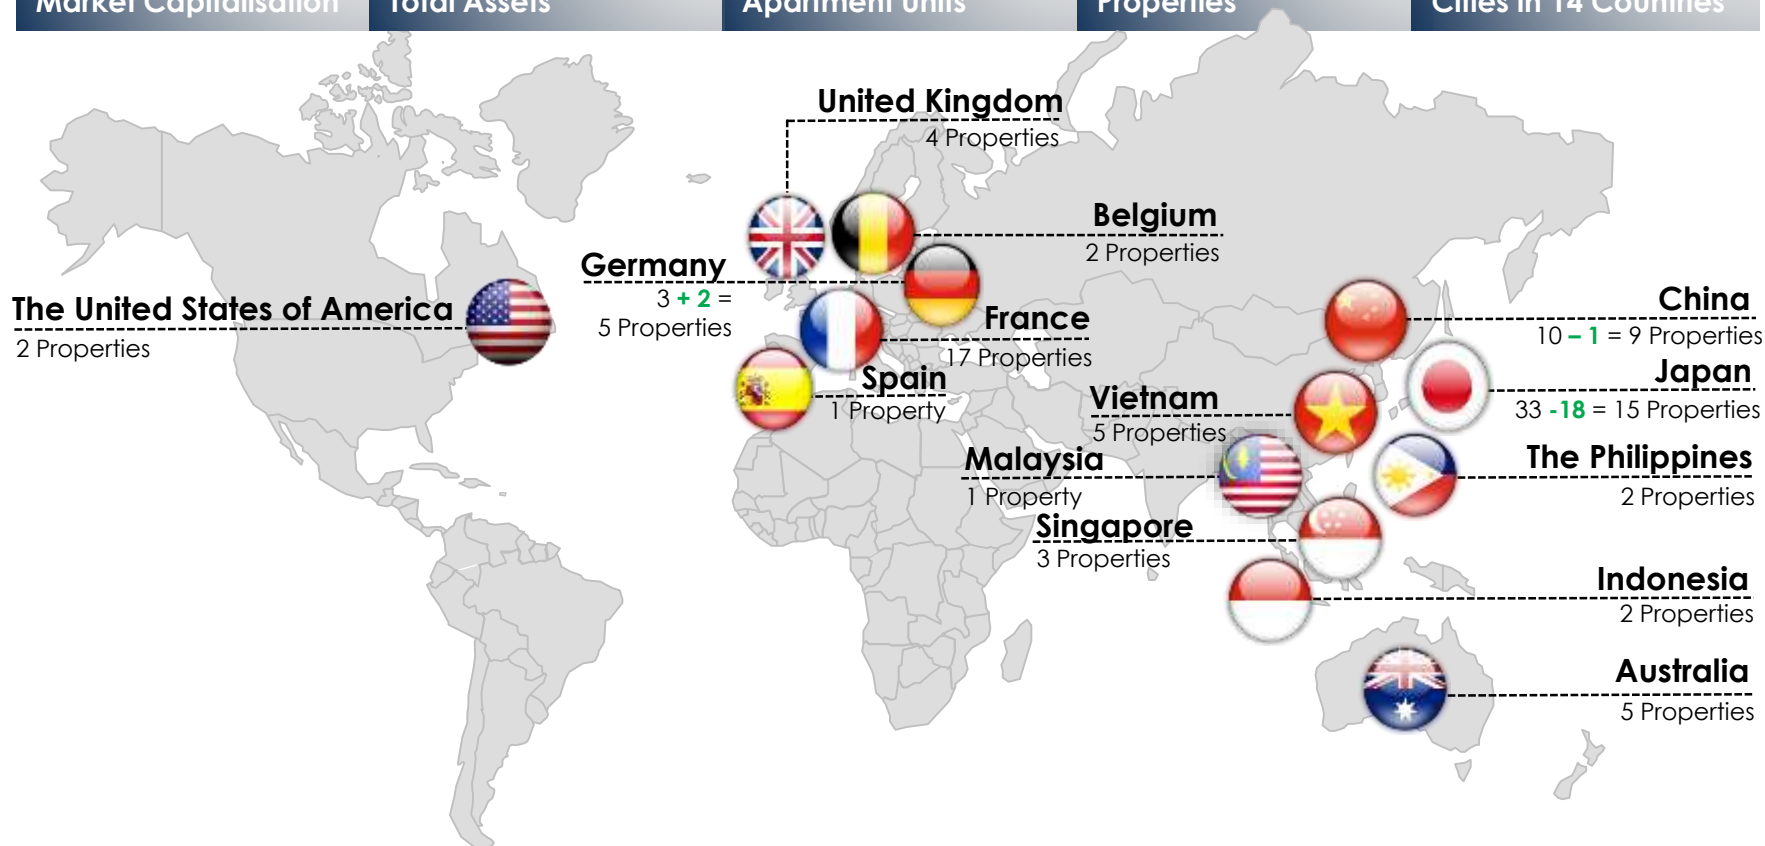 Market Capitalisation
Total Assets
Apartment Units
Properties
Cities in 14 Countries
United Kingdom
4 Properties
Belgium
2 Properties
Germany
3 + 2 =
5 Properties
The United States of America
2 Properties
France
17 Properties
Spain
1 Property
China
10 – 1 = 9 Properties
Japan
33 -18 = 15 Properties
Vietnam
5 Properties
Malaysia
1 Property
The Philippines
2 Properties
Singapore
3 Properties
Indonesia
2 Properties
Australia
5 Properties